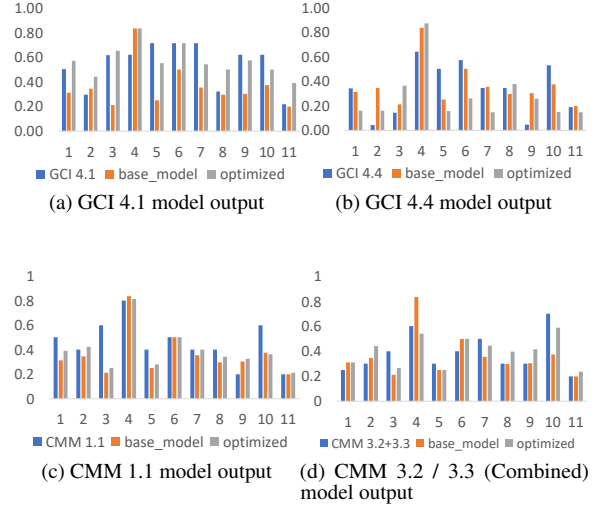 1.00
0.80
0.60
0.40
0.20
0.00
1 2 3 4 5 6 7 8 9 10 11
GCI 4.1 base_model optimized
(a) GCI 4.1 model output
1.00
0.80
0.60
0.40
0.20
0.00
1 2 3 4 5 6 7 8 9 10 11
GCI 4.4 base_model optimized
(b) GCI 4.4 model output
1
0.8
0.6
0.4
0.2
0
1 2 3 4 5 6 7 8 9 10 11
CMM 1.1 base_model optimized
(c) CMM 1.1 model output
1
0.8
0.6
0.4
0.2
0
1 2 3 4 5 6 7 8 9 10 11
CMM 3.2+3.3 base_model optimized
(d) CMM 3.2 / 3.3 (Combined)
model output